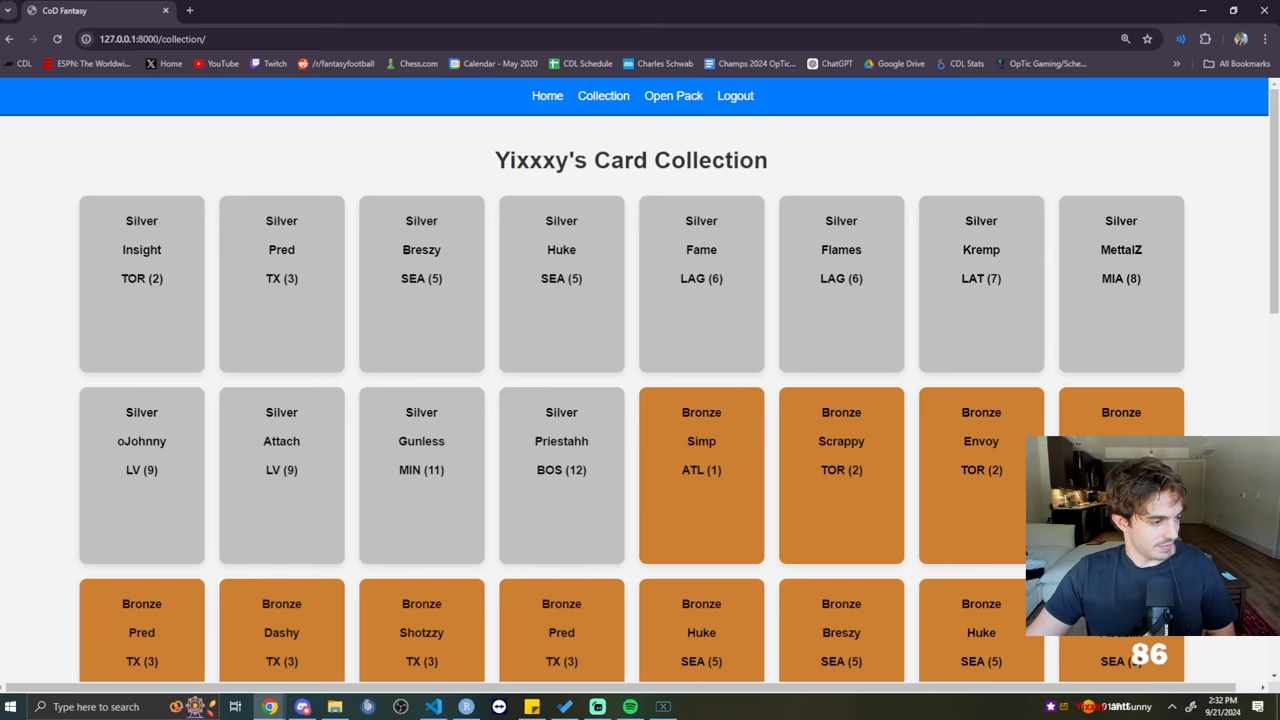 CoD Fantasy
127.0.0.1:8000/collection/
CDL
ESPN: The Worldwi...
Home
YouTube
Twitch
/r/fantasyfootball
Chess.com
Calendar - May 2020
CDL Schedule
Charles Schwab
Champs 2024 OpTic...
ChatGPT
Google Drive
CDL Stats
OpTic Gaming/Sche...
All Bookmarks
Home Collection Open Pack Logout
Yixxxy's Card Collection
Silver Silver Silver Silver Silver Silver Silver Silver
Insight Pred Breszy Huke Fame Flames Kremp MettalZ
TOR (2) TX (3) SEA (5) SEA (5) LAG (6) LAG (6) LAT (7) MIA (8)
Silver Silver Silver Silver Bronze Bronze Bronze Bronze
oJohnny Attach Gunless Priestahh Simp Scrappy Envoy
LV (9) LV (9) MIN (11) BOS (12) ATL (1) TOR (2) TOR (2)
Bronze Bronze Bronze Bronze Bronze Bronze Bronze
Pred Dashy Shotzzy Pred Huke Breszy Huke
TX (3) TX (3) TX (3) TX (3) SEA (5) SEA (5) SEA (5) SEA
86
Type here to search
2:32 PM
9/21/2024